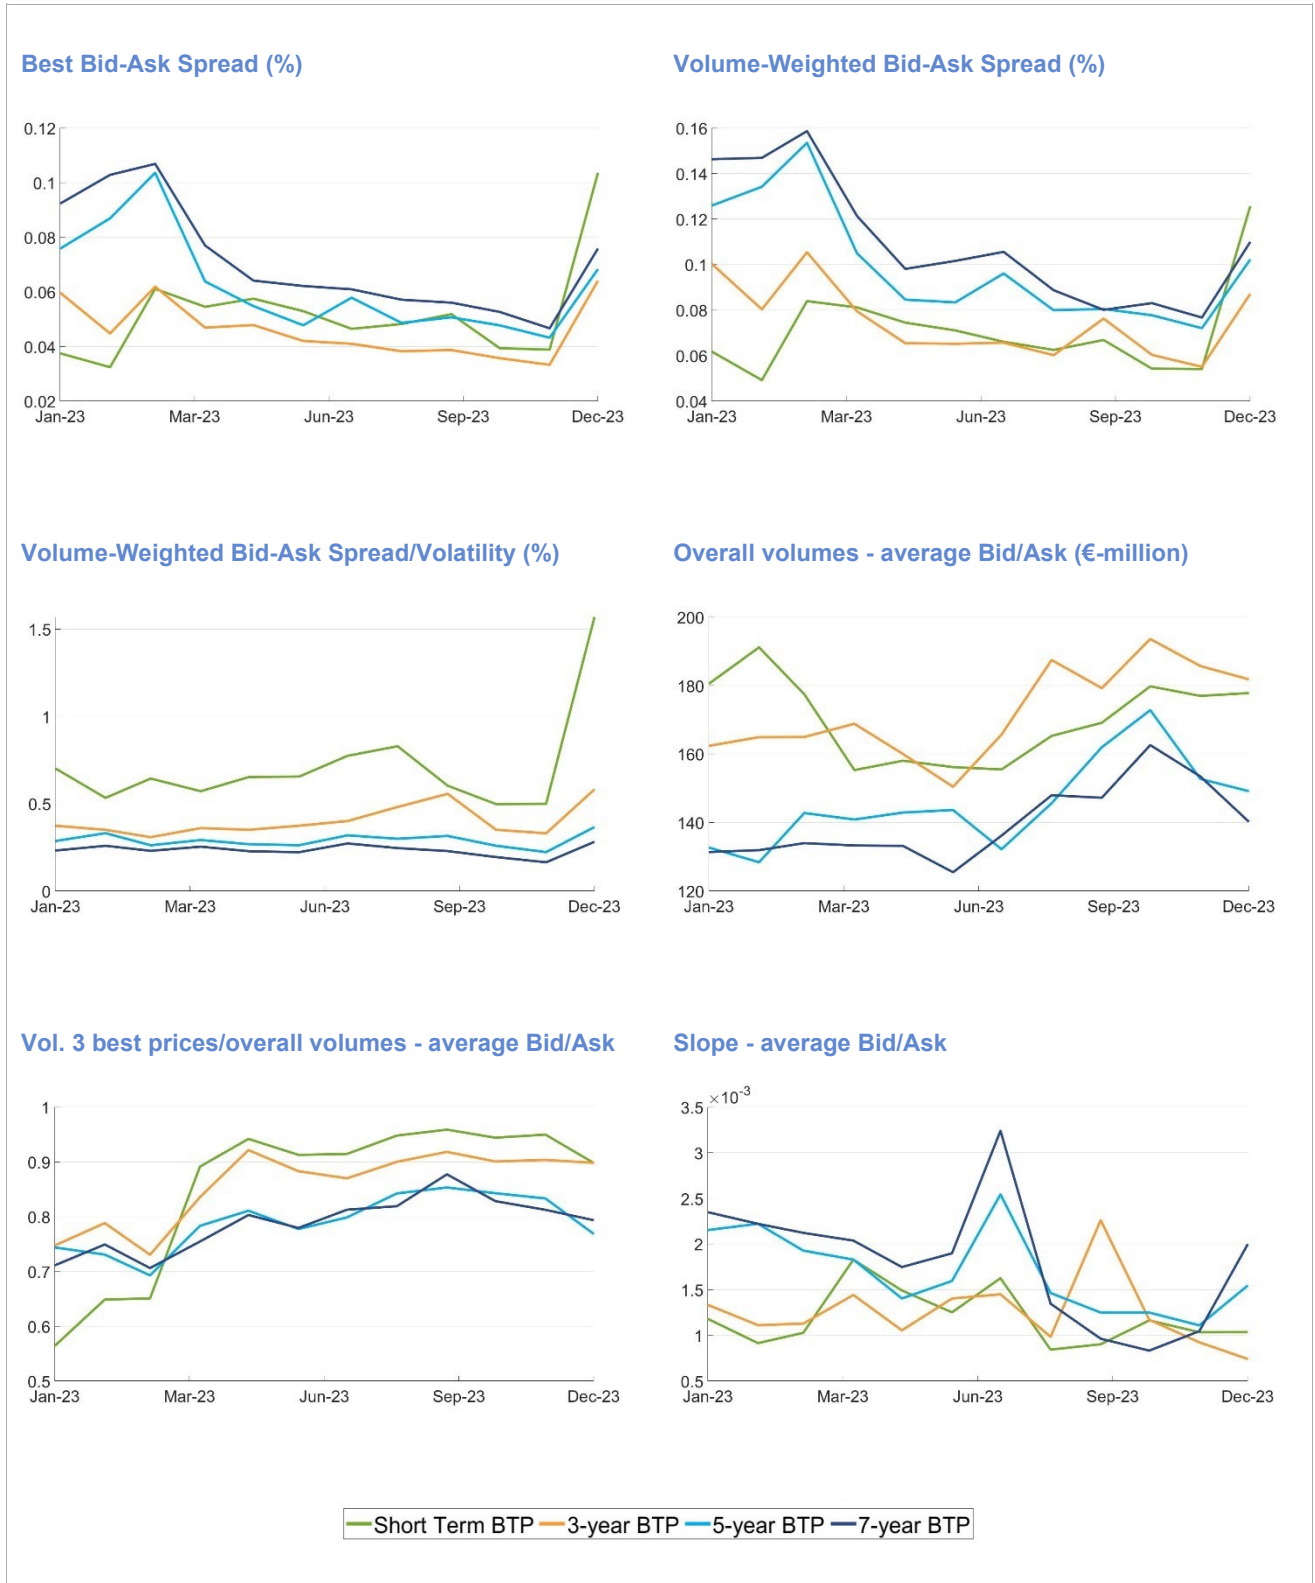 Best Bid-Ask Spread (%)
0.12
0.1
0.08
0.06
0.04
0.02
Jan-23 Mar-23 Jun-23 Sep-23 Dec-23
Volume-Weighted Bid-Ask Spread (%)
0.16
0.14
0.12
0.1
0.08
0.06
0.04
Jan-23 Mar-23 Jun-23 Sep-23 Dec-23
Volume-Weighted Bid-Ask Spread/Volatility (%)
1.5
1
0.5
0
Jan-23 Mar-23 Jun-23 Sep-23 Dec-23
Overall volumes - average Bid/Ask (€-million)
200
180
160
140
120
Jan-23 Mar-23 Jun-23 Sep-23 Dec-23
Vol. 3 best prices/overall volumes - average Bid/Ask
1
0.9
0.8
0.7
0.6
0.5
Jan-23 Mar-23 Jun-23 Sep-23 Dec-23
Slope - average Bid/Ask
×10⁻³
3.5
3
2.5
2
1.5
1
0.5
Jan-23 Mar-23 Jun-23 Sep-23 Dec-23
Short Term BTP 3-year BTP 5-year BTP 7-year BTP